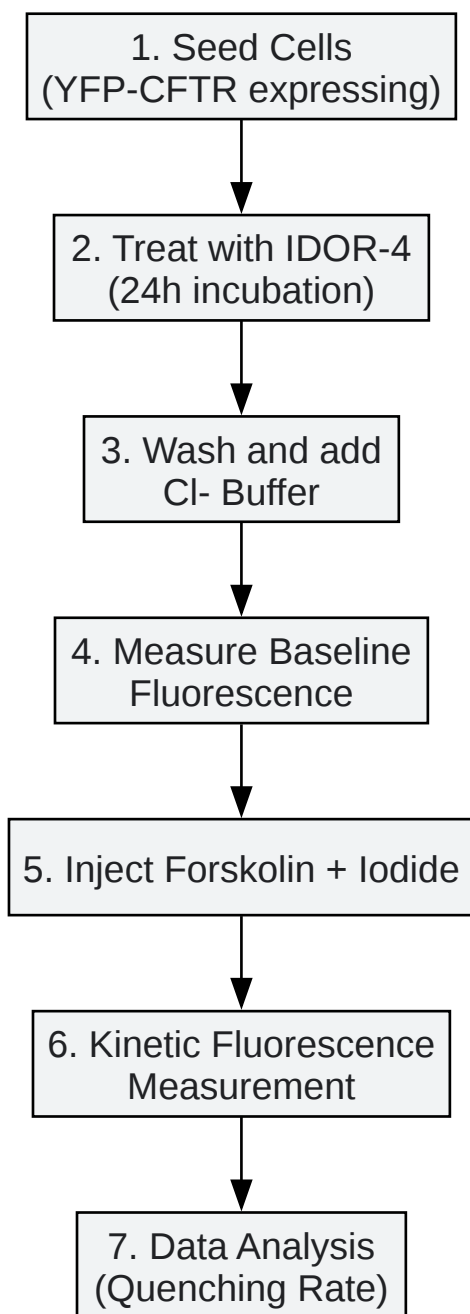 1. Seed Cells
(YFP-CFTR expressing)
2. Treat with IDOR-4
(24h incubation)
3. Wash and add
Cl- Buffer
4. Measure Baseline
Fluorescence
5. Inject Forskolin + Iodide
6. Kinetic Fluorescence
Measurement
7. Data Analysis
(Quenching Rate)